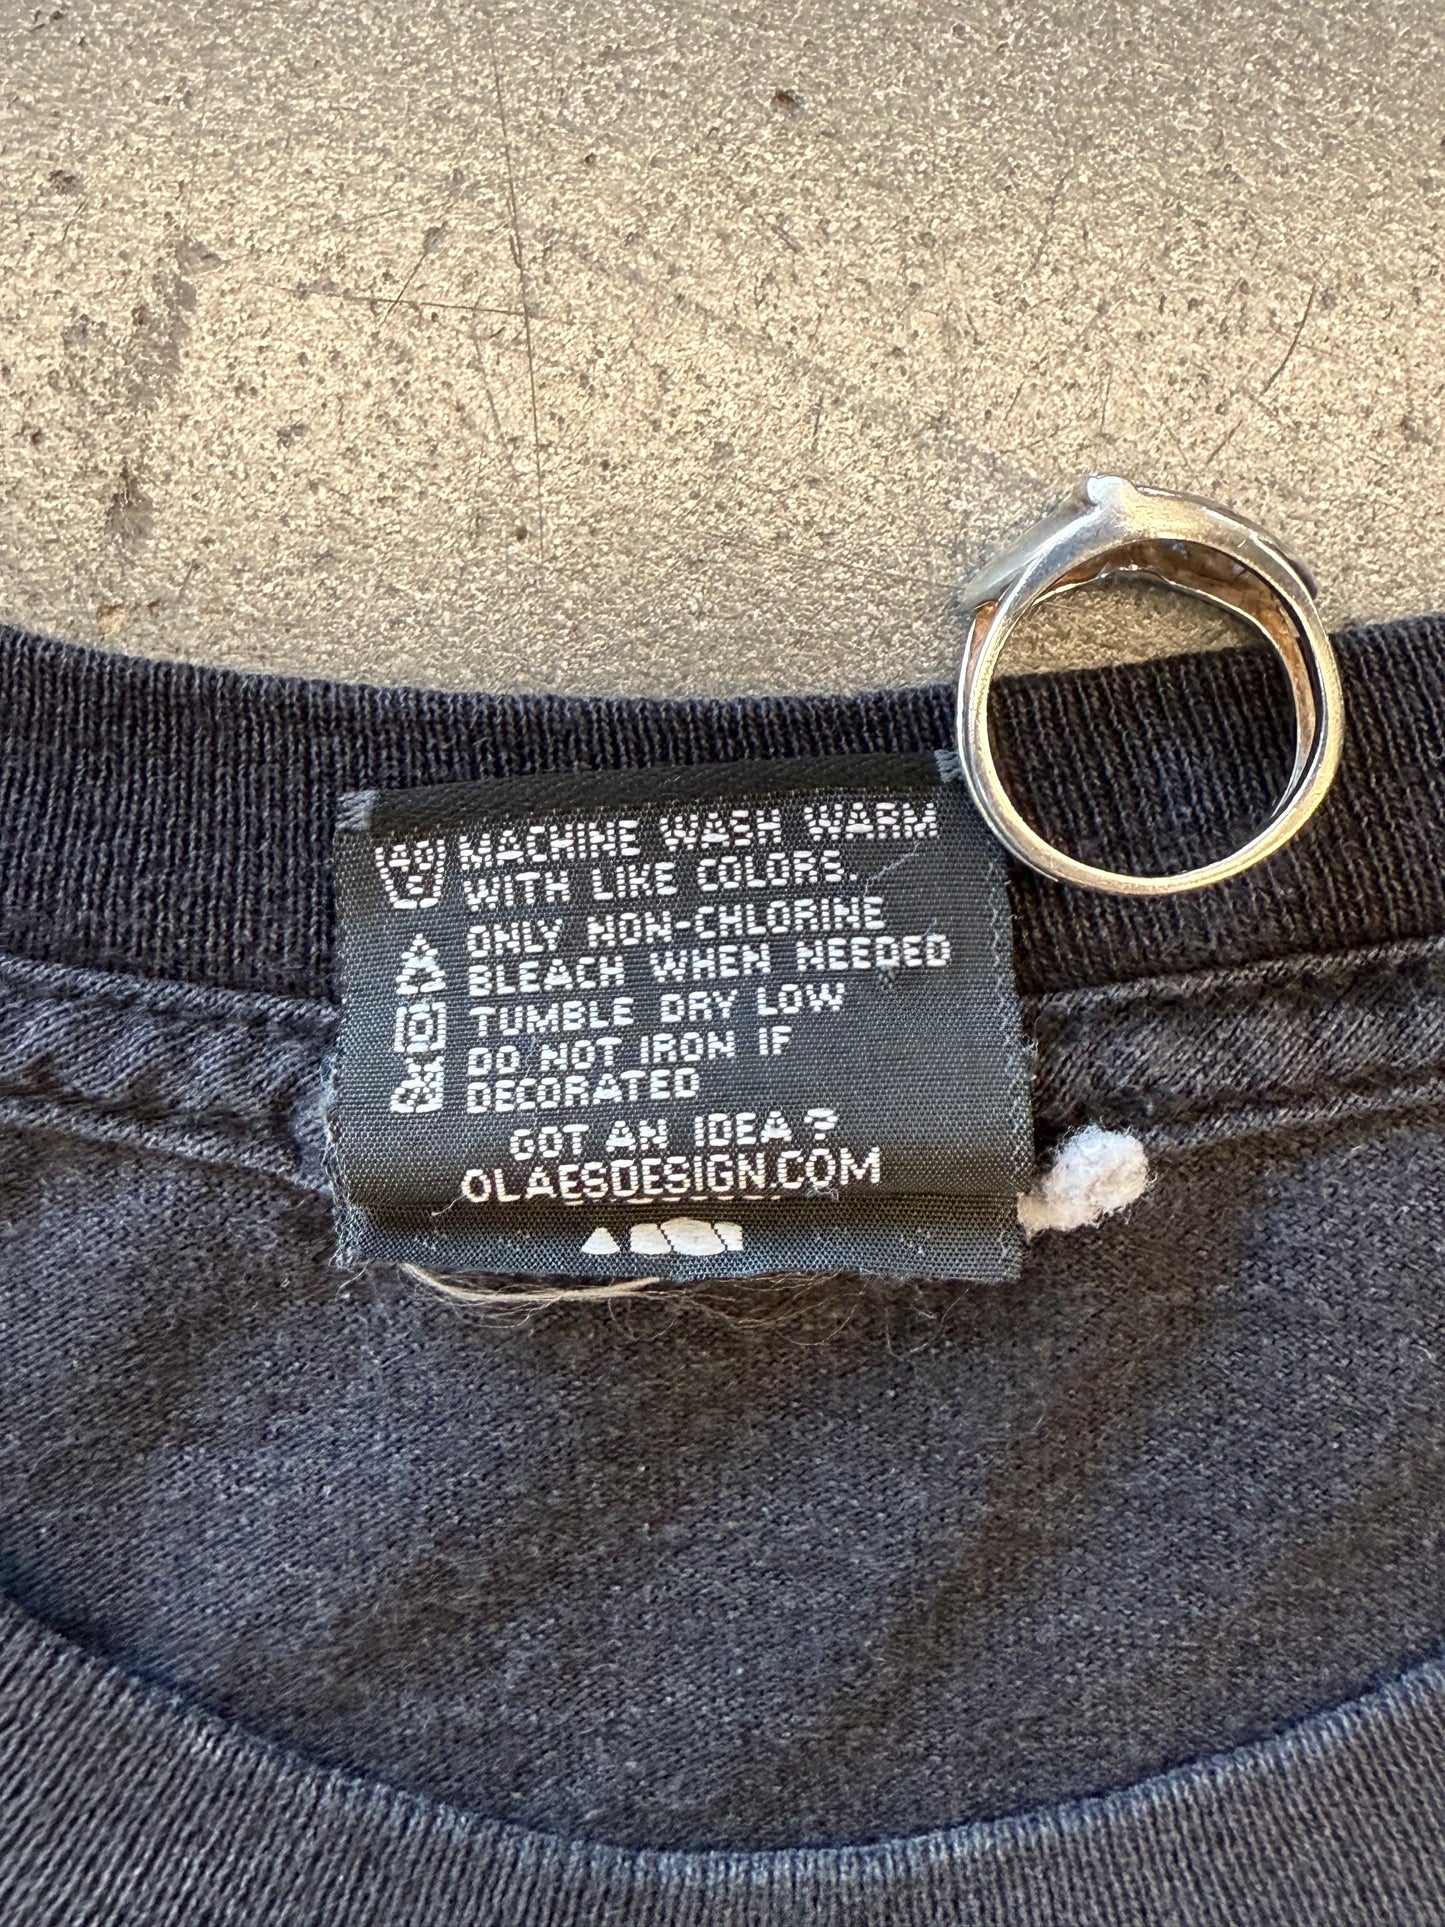 40
C
MACHINE WASH WARM
WITH LIKE COLORS.
ONLY NON-CHLORINE
BLEACH WHEN NEEDED
TUMBLE DRY LOW
DO NOT IRON IF
DECORATED
GOT AN IDEA?
OLAESDESIGN.COM